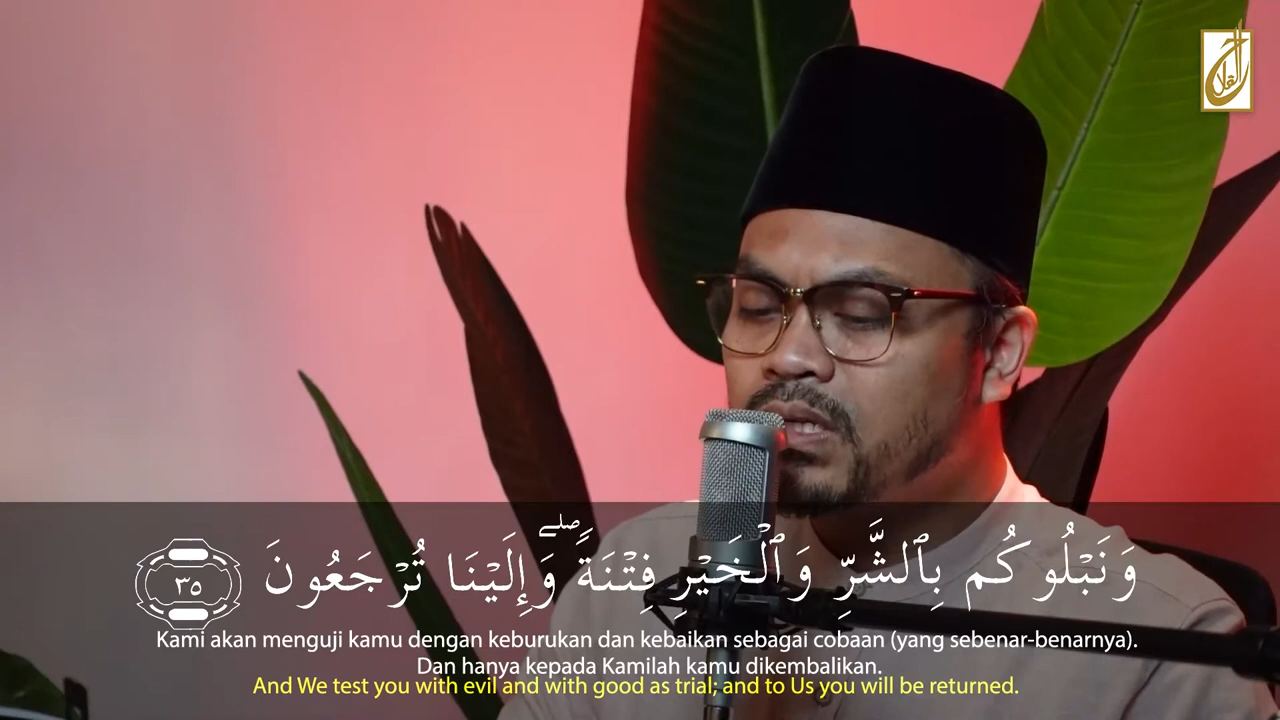 وَنَبْلُو كُم بِٱلشَّرِّ وَٱلْخَيْرِ فِتْنَةًۖ وَإِلَيْنَا تُرْجَعُونَ ٣٥
Kami akan menguji kamu dengan keburukan dan kebaikan sebagai cobaan (yang sebenar-benarnya).
Dan hanya kepada Kamilah kamu dikembalikan.
And We test you with evil and with good as trial; and to Us you will be returned.